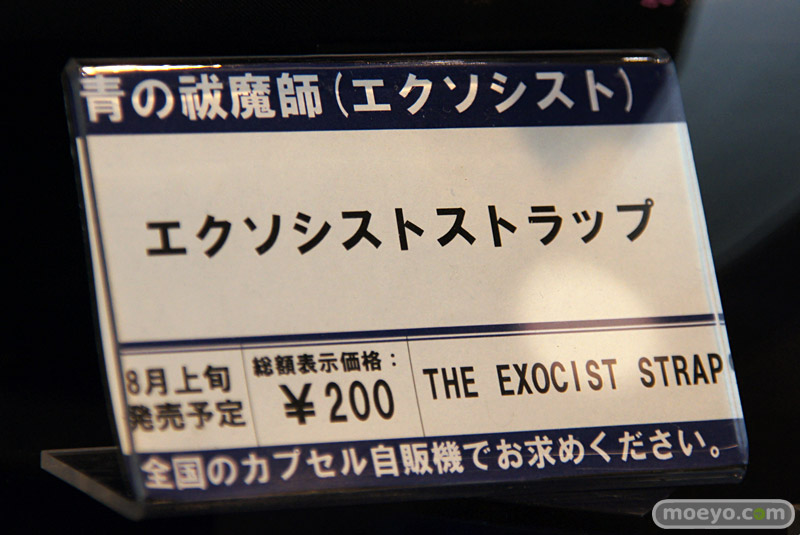 青の祓魔師(エクソシスト)
エクソシストストラップ
8月上旬
発売予定
総額表示価格:
¥200
THE EXOCIST STRAP
全国のカプセル自販機でお求めください。
moeyo.com